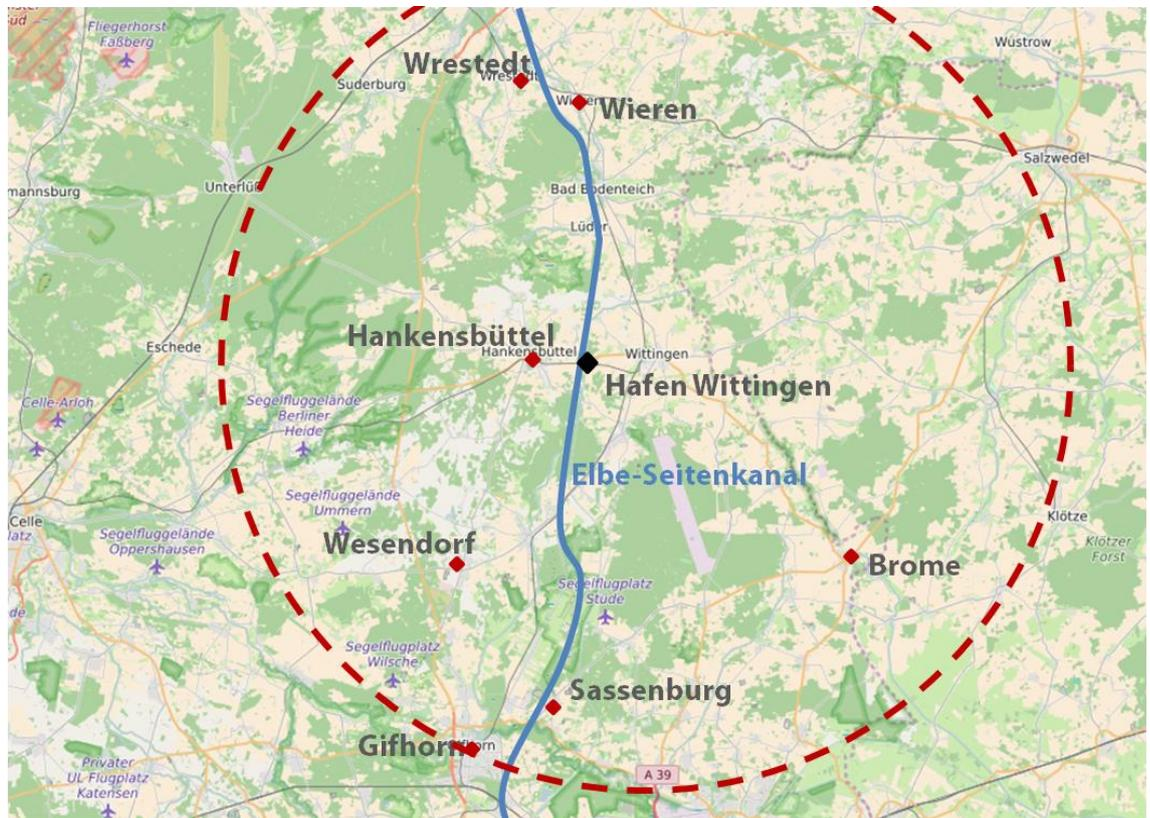 Fliegerhorst
Faßberg
Wrestedt
Wüstrow
Suderburg
Wieren
Salzwedel
Unterlüß
mannsburg
Bad Bodenteich
Lüder
Hankensbüttel
Eschede
Hankensbüttel
Wittingen
Hafen Wittingen
Celle-Arloh
Segelfluggelände
Berliner
Heide
Elbe-Seitenkanal
Segelfluggelände
Ummern
Celle
Klötze
Segelfluggelände
Oppershausen
Wesendorf
Klötzer
Forst
Brome
Segelflugplatz
Stude
Segelflugplatz
Wilsche
Sassenburg
Gifhorn
A 39
Privater
UL Flugplatz
Katensen